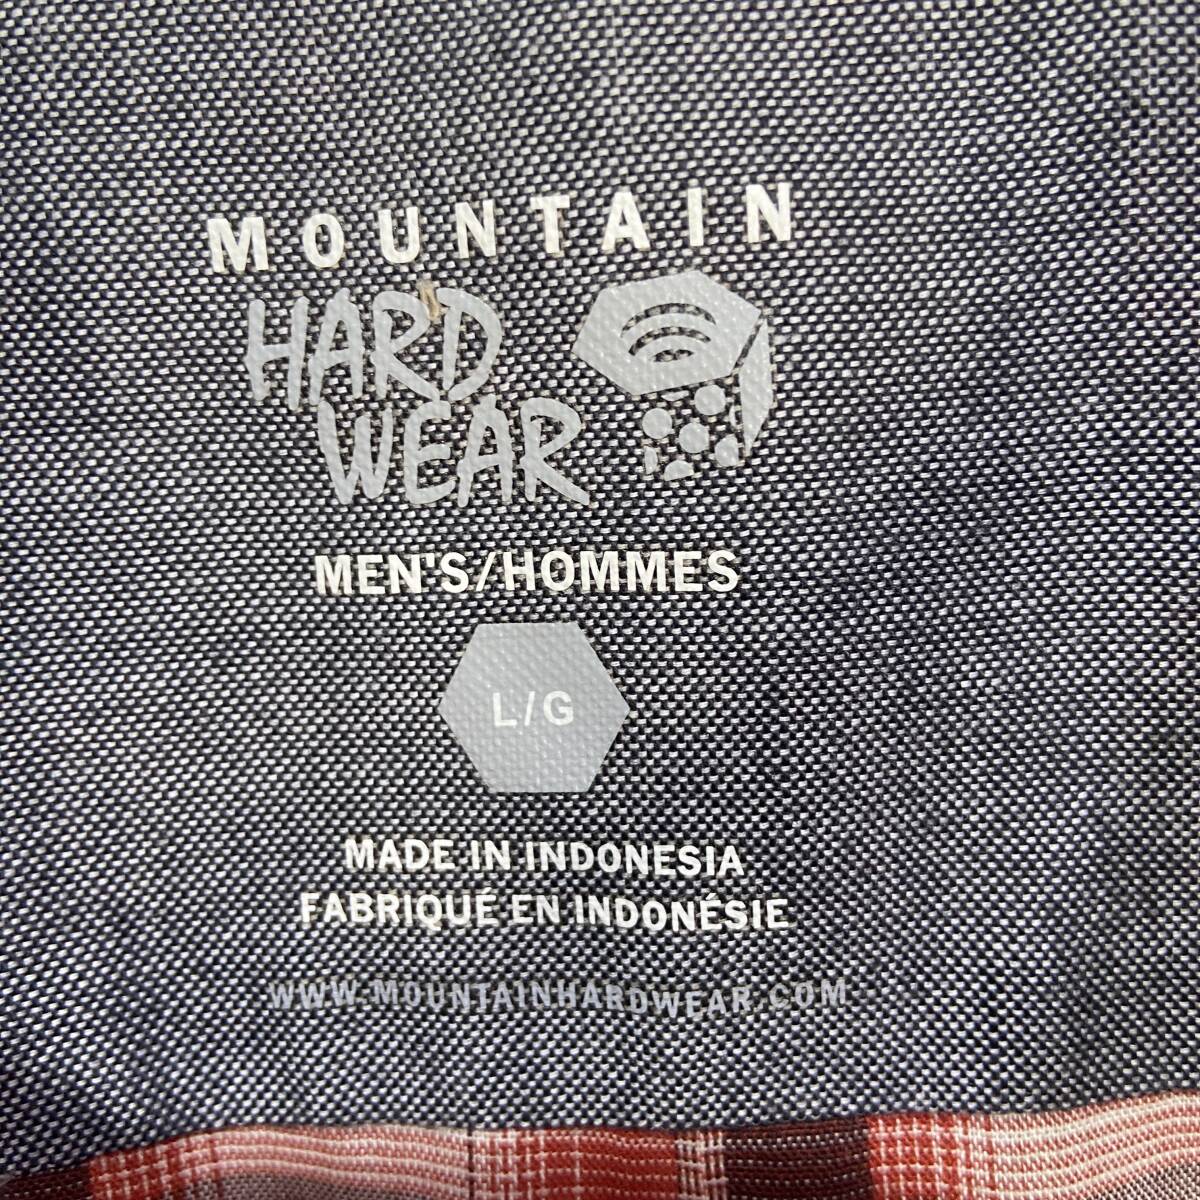 MOUNTAIN
HARD
WEAR
MEN'S/HOMMES
L/G
MADE IN INDONESIA
FABRIQUÉ EN INDONÉSIE
WWW.MOUNTAINHARDWEAR.COM